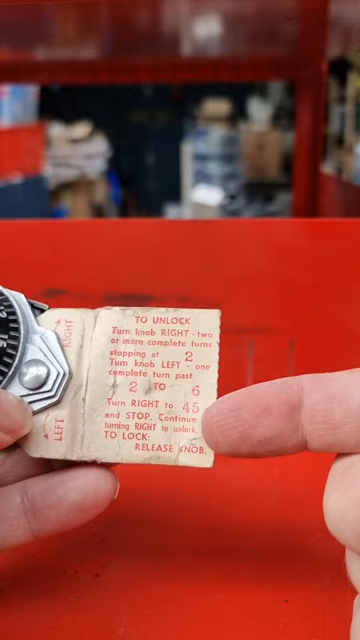 TO UNLOCK
Turn knob RIGHT - two
or more complete turns
stopping at 2
Turn knob LEFT - one
complete turn past
2 TO 6
Turn RIGHT to 45
and STOP. Continue
turning RIGHT to unlock.
TO LOCK:
RELEASE KNOB.
RIGHT
LEFT